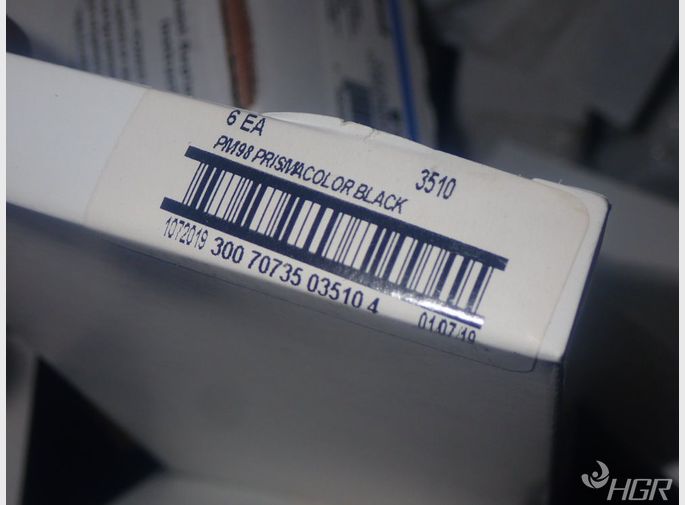 6 EA
3510
PM98 PRISMACOLOR BLACK
1072019 300 70735 03510 4
01/07/19
HGR